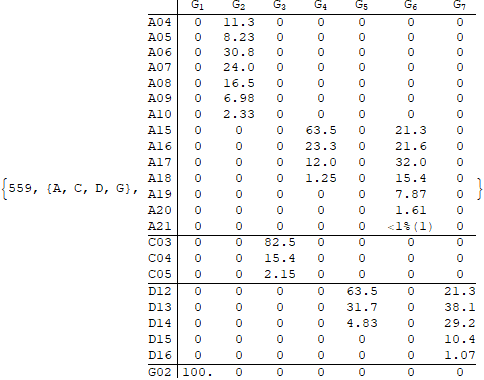 G₁ G₂ G₃ G₄ G₅ G₆ G₇
A04 0 11.3 0 0 0 0 0
A05 0 8.23 0 0 0 0 0
A06 0 30.8 0 0 0 0 0
A07 0 24.0 0 0 0 0 0
A08 0 16.5 0 0 0 0 0
A09 0 6.98 0 0 0 0 0
A10 0 2.33 0 0 0 0 0
A15 0 0 0 63.5 0 21.3 0
A16 0 0 0 23.3 0 21.6 0
A17 0 0 0 12.0 0 32.0 0
A18 0 0 0 1.25 0 15.4 0
{559, {A, C, D, G}, A19 0 0 0 0 0 7.87 0 }
A20 0 0 0 0 0 1.61 0
A21 0 0 0 0 0 <1%(1) 0
C03 0 0 82.5 0 0 0 0
C04 0 0 15.4 0 0 0 0
C05 0 0 2.15 0 0 0 0
D12 0 0 0 0 63.5 0 21.3
D13 0 0 0 0 31.7 0 38.1
D14 0 0 0 0 4.83 0 29.2
D15 0 0 0 0 0 0 10.4
D16 0 0 0 0 0 0 1.07
G02 100. 0 0 0 0 0 0